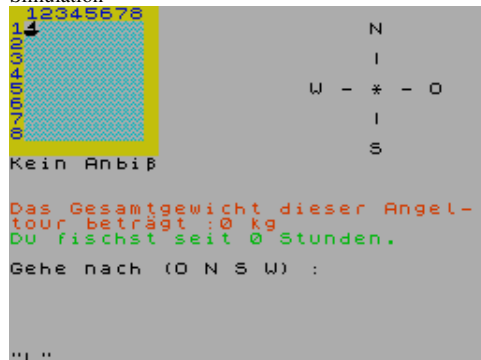 Simulation
12345678
1
2
3
4
5
6
7
8
N
I
W - * - O
I
S
Kein Anbiß
Das Gesamtgewicht dieser Angel-
tour beträgt :0 kg
Du fischst seit 0 Stunden.
Gehe nach (O N S W) :
"L"